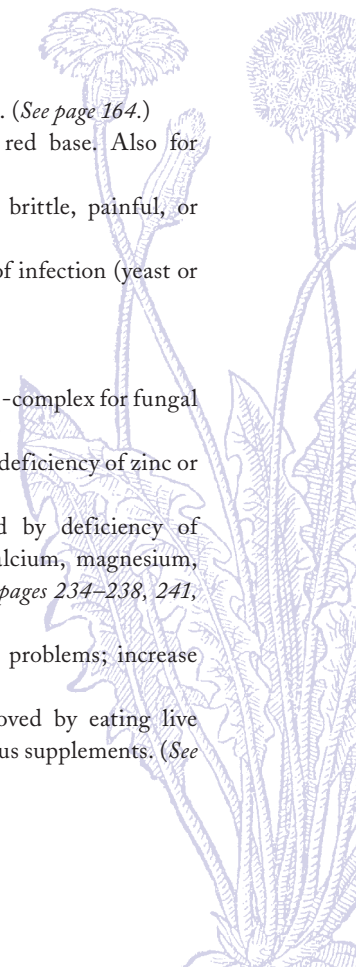 . (See page 164.)
red base. Also for
brittle, painful, or
of infection (yeast or
-complex for fungal
deficiency of zinc or
d by deficiency of
alcium, magnesium,
pages 234–238, 241,
problems; increase
oved by eating live
us supplements. (See